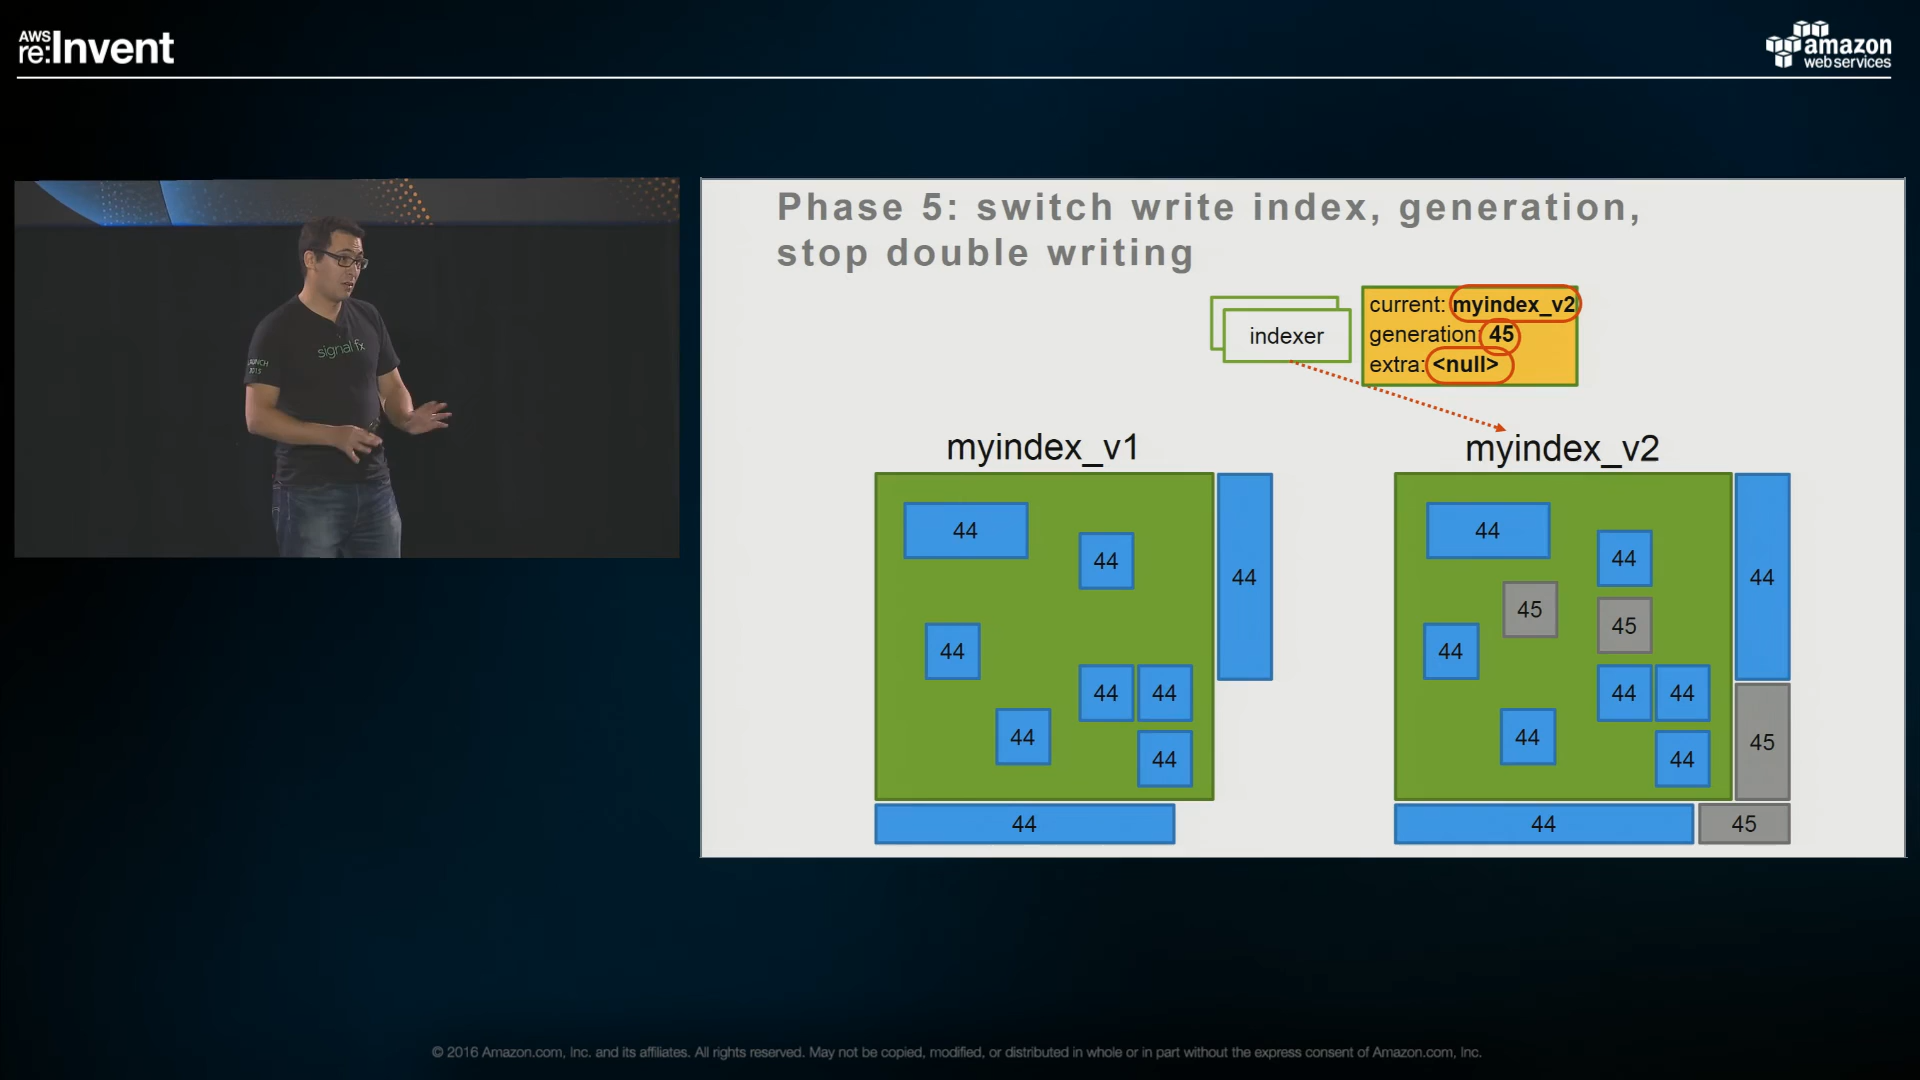 AWS
re:Invent
amazon
web services
signal fx
LAUNCH
2015
Phase 5: switch write index, generation,
stop double writing
indexer
current: myindex_v2
generation: 45
extra: <null>
myindex_v1
44
44
44
44
44
44
44
44
44
myindex_v2
44
44
44
45
45
44
44
44
45
44
44
44
45
© 2016 Amazon.com, Inc. and its affiliates. All rights reserved. May not be copied, modified, or distributed in whole or in part without the express consent of Amazon.com, Inc.